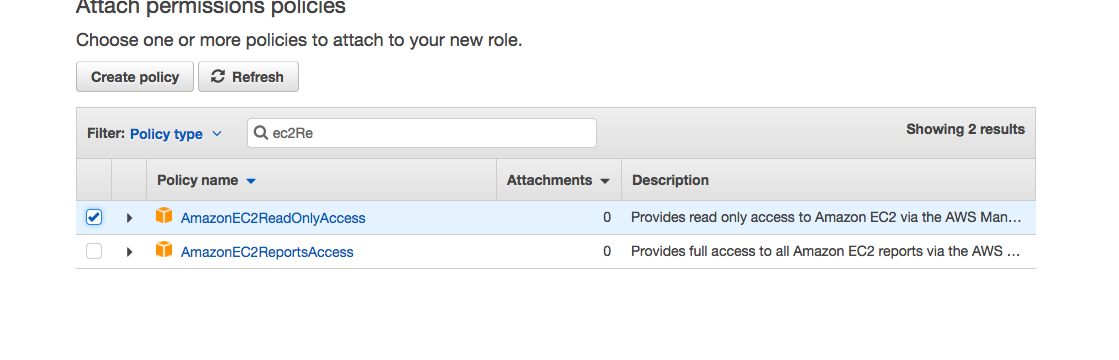 Attach permissions policies
Choose one or more policies to attach to your new role.
Create policy Refresh
Filter: Policy type ec2Re Showing 2 results
Policy name Attachments Description
AmazonEC2ReadOnlyAccess 0 Provides read only access to Amazon EC2 via the AWS Man...
AmazonEC2ReportsAccess 0 Provides full access to all Amazon EC2 reports via the AWS ...